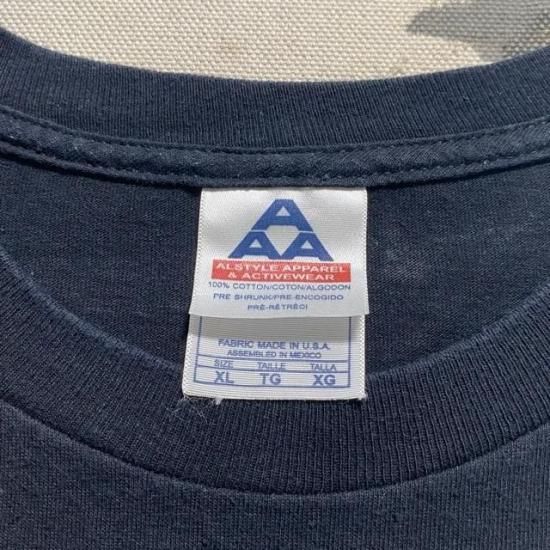 A
AA
ALSTYLE APPAREL
& ACTIVEWEAR
100% COTTON/COTON/ALGODON
PRE SHRUNK/PRE-ENCOGIDO
PRÉ-RÉTRÉCI
FABRIC MADE IN U.S.A.
ASSEMBLED IN MEXICO
SIZE TAILLE TALLA
XL TG XG